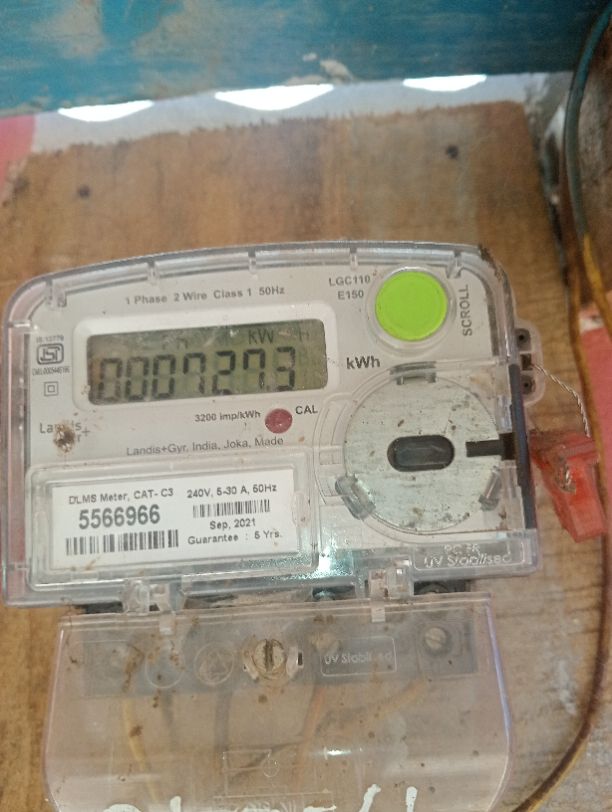 1 Phase 2 Wire Class 1 50Hz
LGC110
E150
SCROLL
IS:13779
kW h
kWh
3200 imp/kWh
CAL
Landis+Gyr, India, Joka, Made
DLMS Meter, CAT- C3
5566966
240V, 5-30 A, 50Hz
Sep, 2021
Guarantee : 5 Yrs.
UV Stabilised
UV Stabilised